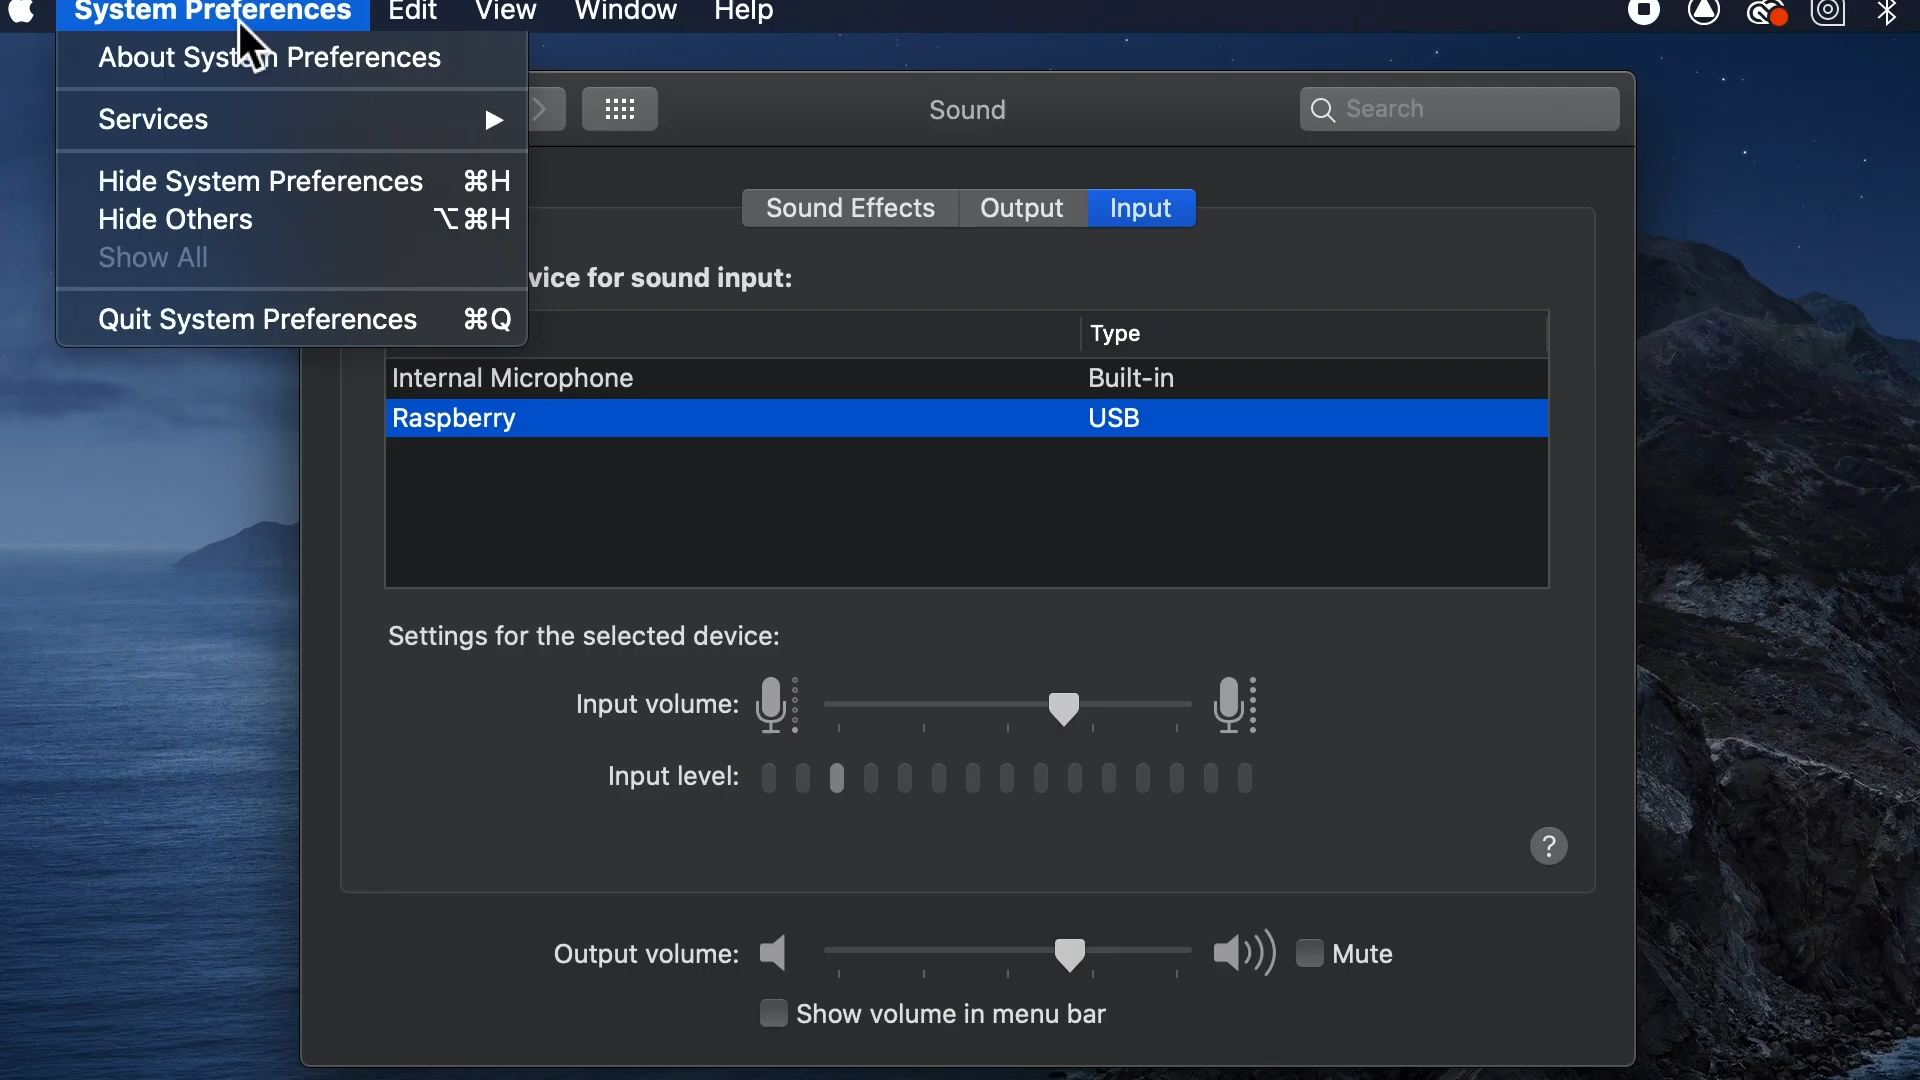 System Preferences Edit View Window Help
About System Preferences
Services ▶
Hide System Preferences ⌘H
Hide Others ⌥⌘H
Show All
Quit System Preferences ⌘Q
Sound
Search
Sound Effects Output Input
vice for sound input:
Type
Internal Microphone Built-in
Raspberry USB
Settings for the selected device:
Input volume:
Input level:
?
Output volume: Mute
Show volume in menu bar